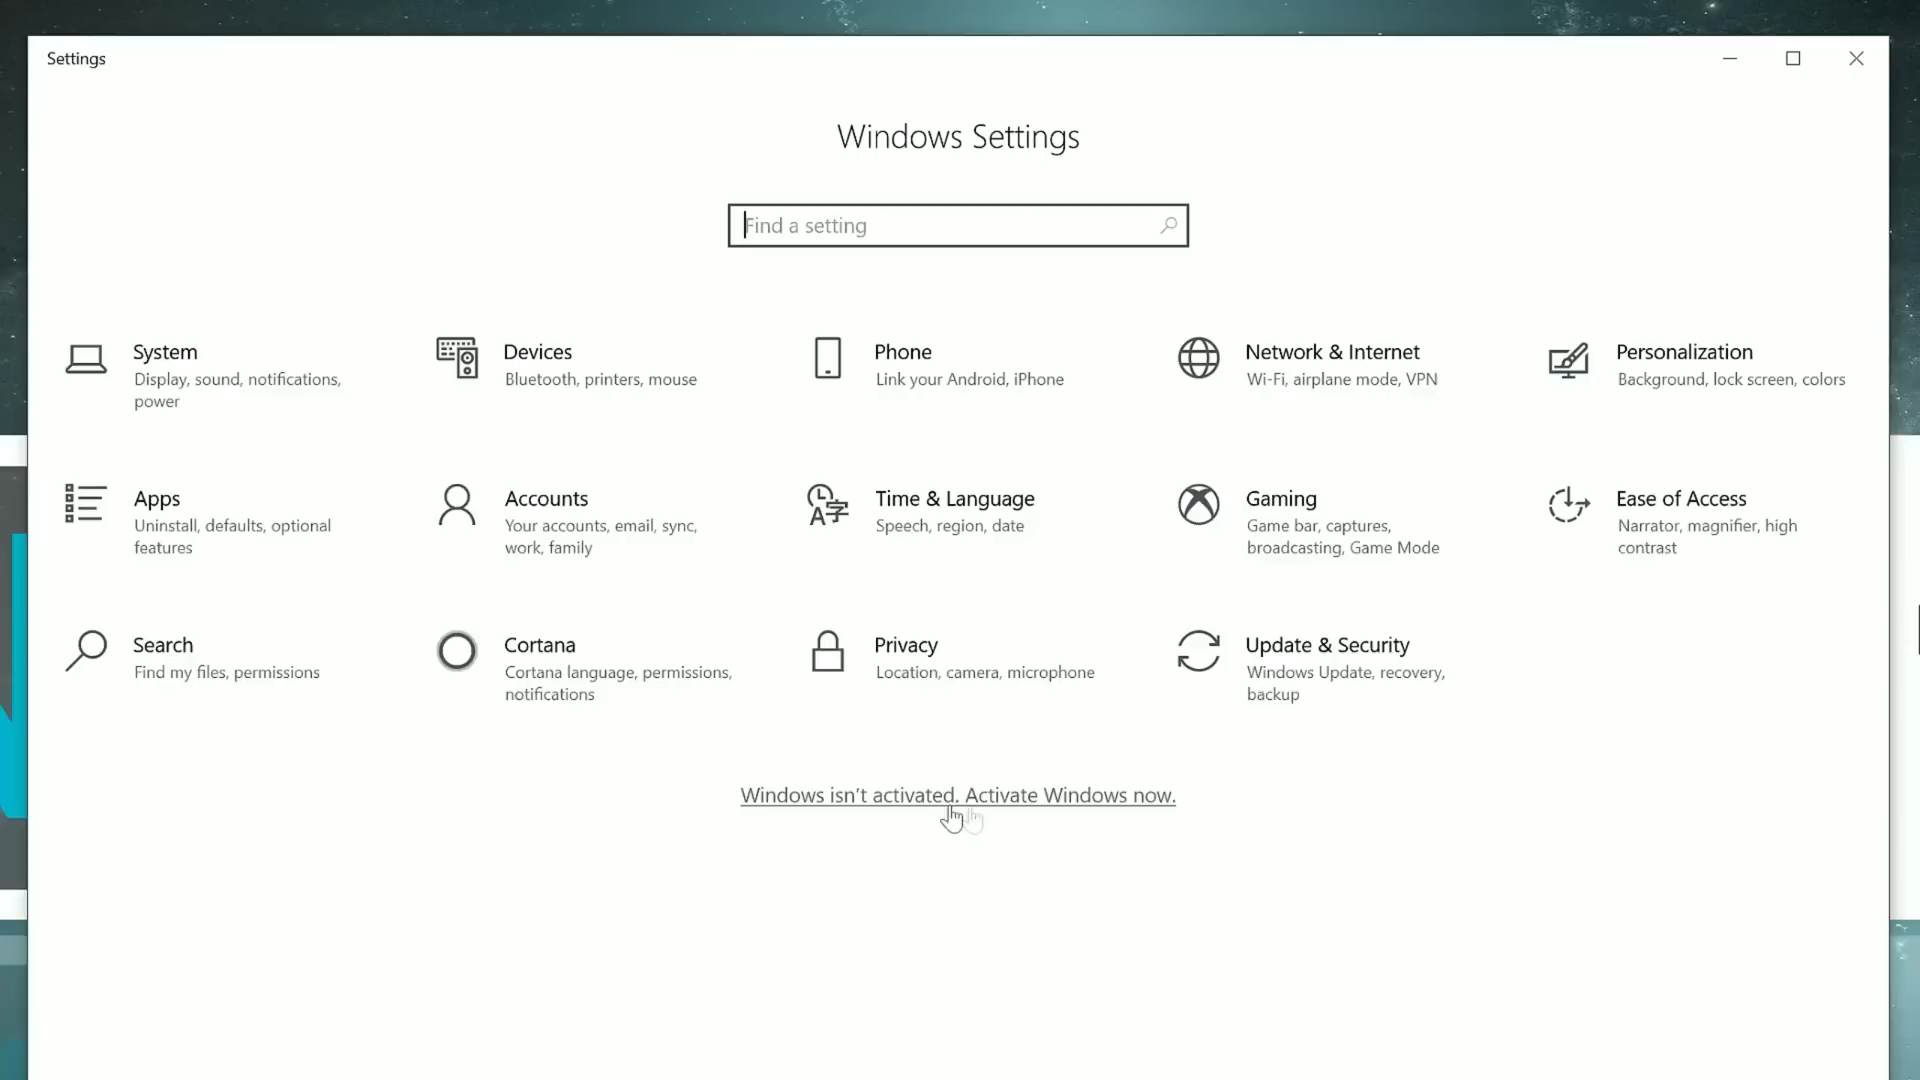 Settings
Windows Settings
Find a setting
System
Display, sound, notifications,
power
Devices
Bluetooth, printers, mouse
Phone
Link your Android, iPhone
Network & Internet
Wi-Fi, airplane mode, VPN
Personalization
Background, lock screen, colors
Apps
Uninstall, defaults, optional
features
Accounts
Your accounts, email, sync,
work, family
Time & Language
Speech, region, date
Gaming
Game bar, captures,
broadcasting, Game Mode
Ease of Access
Narrator, magnifier, high
contrast
Search
Find my files, permissions
Cortana
Cortana language, permissions,
notifications
Privacy
Location, camera, microphone
Update & Security
Windows Update, recovery,
backup
Windows isn't activated. Activate Windows now.